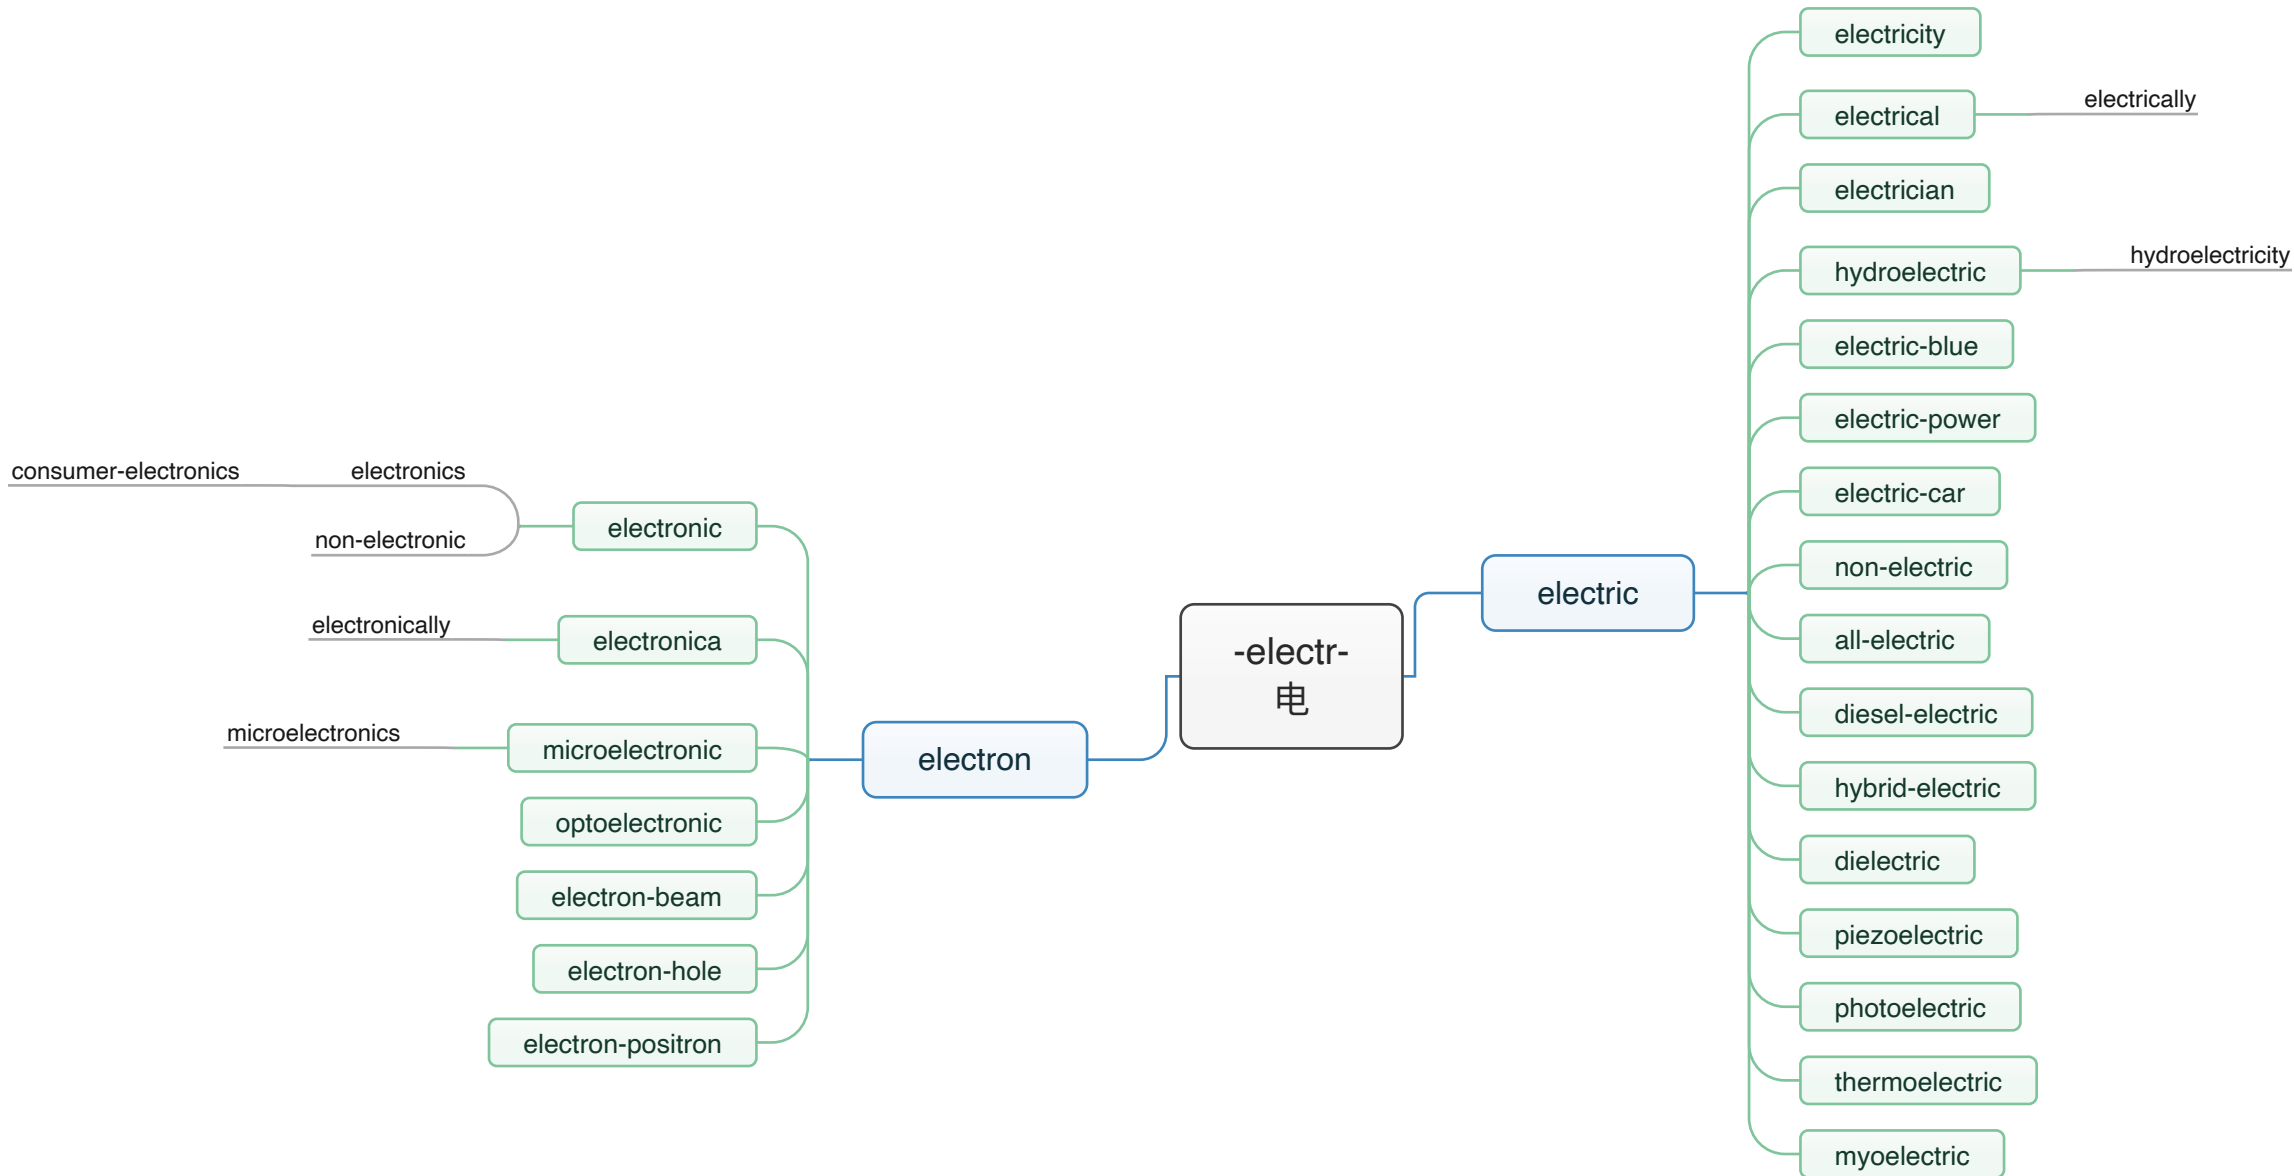 -electr-
电
electric
electricity
electrical
electrically
electrician
hydroelectric
hydroelectricity
electric-blue
electric-power
electric-car
non-electric
all-electric
diesel-electric
hybrid-electric
dielectric
piezoelectric
photoelectric
thermoelectric
myoelectric
electron
electronic
electronics
consumer-electronics
non-electronic
electronica
electronically
microelectronic
microelectronics
optoelectronic
electron-beam
electron-hole
electron-positron